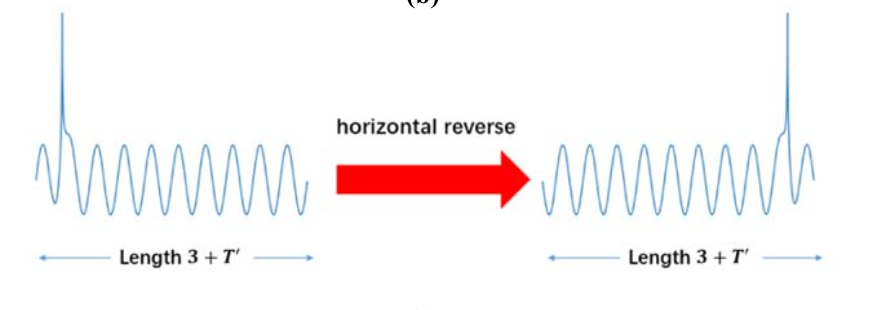 (b)
horizontal reverse
Length 3 + T′
Length 3 + T′